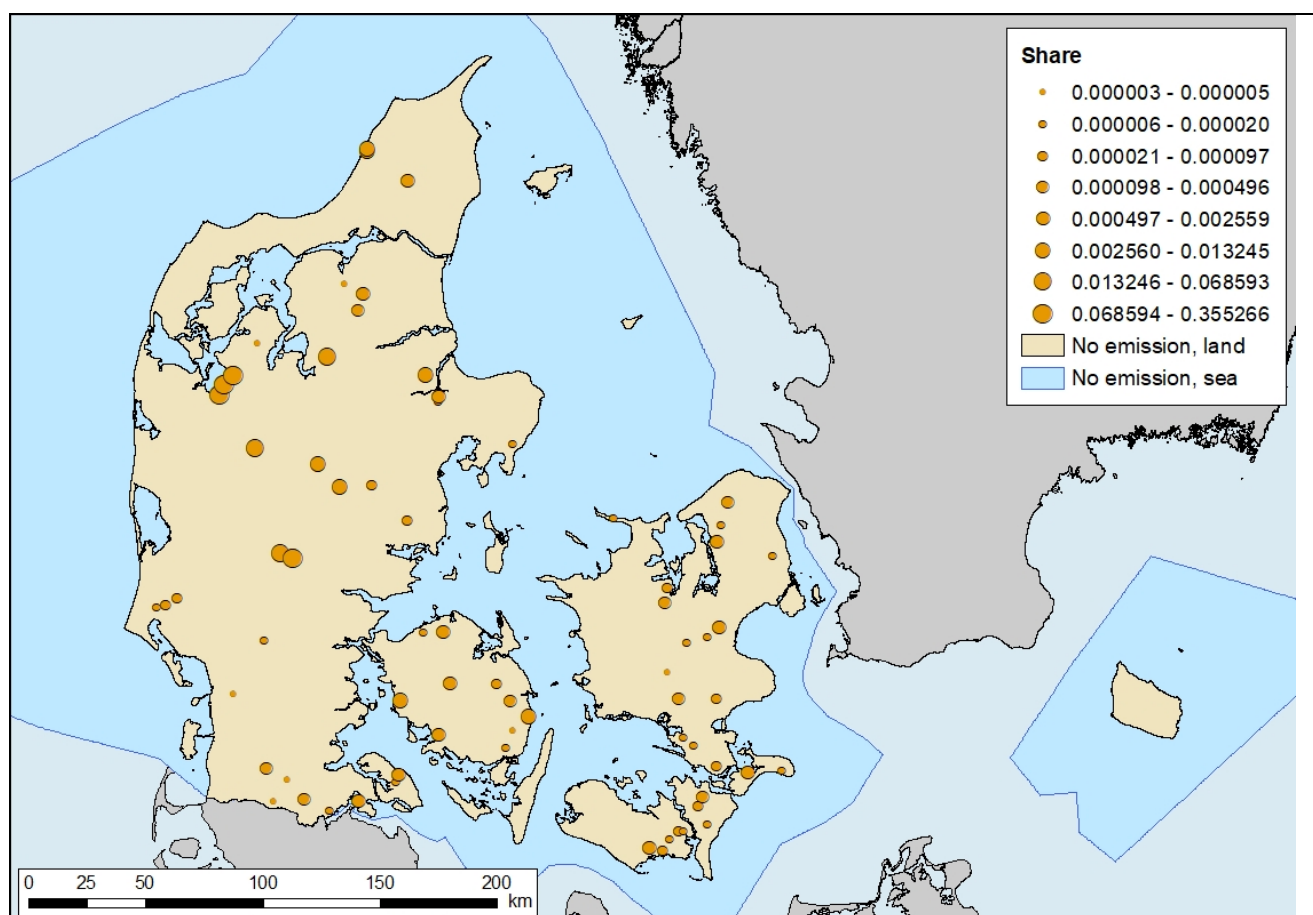 Share
0.000003 - 0.000005
0.000006 - 0.000020
0.000021 - 0.000097
0.000098 - 0.000496
0.000497 - 0.002559
0.002560 - 0.013245
0.013246 - 0.068593
0.068594 - 0.355266
No emission, land
No emission, sea
0 25 50 100 150 200
km